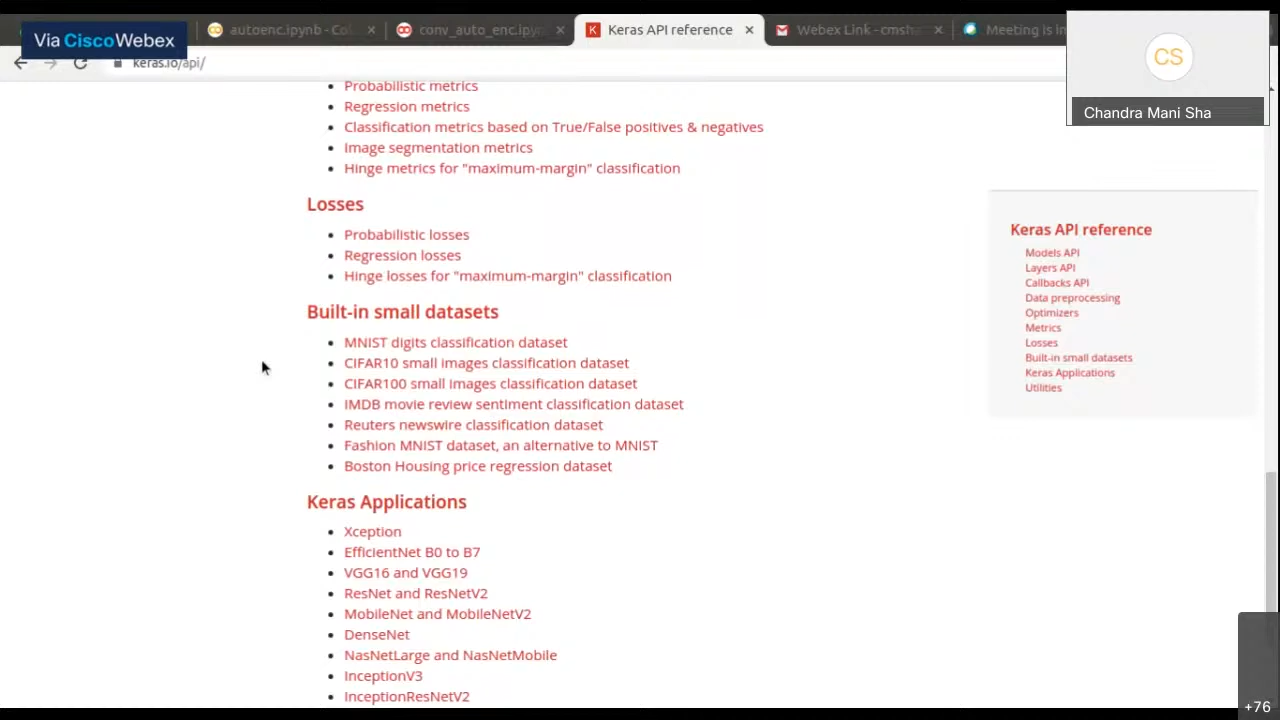 Via CiscoWebex
autoenc.ipynb - Col
conv_auto_enc.ipyn
Keras API reference
Webex Link - cmsha
Meeting is in
keras.io/api/
CS
Chandra Mani Sha
Probabilistic metrics
Regression metrics
Classification metrics based on True/False positives & negatives
Image segmentation metrics
Hinge metrics for "maximum-margin" classification
Losses
Probabilistic losses
Regression losses
Hinge losses for "maximum-margin" classification
Built-in small datasets
MNIST digits classification dataset
CIFAR10 small images classification dataset
CIFAR100 small images classification dataset
IMDB movie review sentiment classification dataset
Reuters newswire classification dataset
Fashion MNIST dataset, an alternative to MNIST
Boston Housing price regression dataset
Keras Applications
Xception
EfficientNet B0 to B7
VGG16 and VGG19
ResNet and ResNetV2
MobileNet and MobileNetV2
DenseNet
NasNetLarge and NasNetMobile
InceptionV3
InceptionResNetV2
Keras API reference
Models API
Layers API
Callbacks API
Data preprocessing
Optimizers
Metrics
Losses
Built-in small datasets
Keras Applications
Utilities
+76